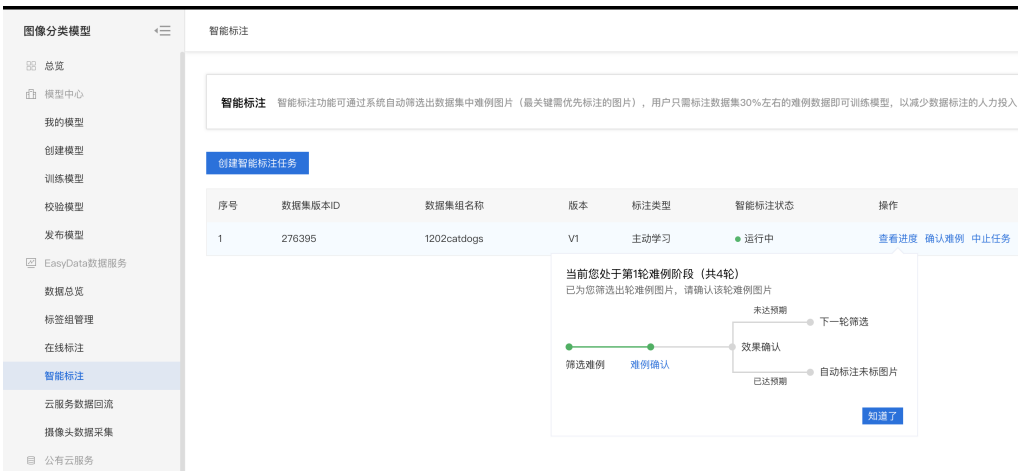 图像分类模型
智能标注
总览
模型中心
我的模型
创建模型
训练模型
校验模型
发布模型
EasyData数据服务
数据总览
标签组管理
在线标注
智能标注
云服务数据回流
摄像头数据采集
公有云服务
智能标注 智能标注功能可通过系统自动筛选出数据集中难例图片（最关键需优先标注的图片），用户只需标注数据集30%左右的难例数据即可训练模型，以减少数据标注的人力投入
创建智能标注任务
序号 数据集版本ID 数据集组名称 版本 标注类型 智能标注状态 操作
1 276395 1202catdogs V1 主动学习 运行中 查看进度 确认难例 中止任务
当前您处于第1轮难例阶段（共4轮）
已为您筛选出轮难例图片，请确认该轮难例图片
未达预期
下一轮筛选
效果确认
筛选难例 难例确认
自动标注未标图片
已达预期
知道了